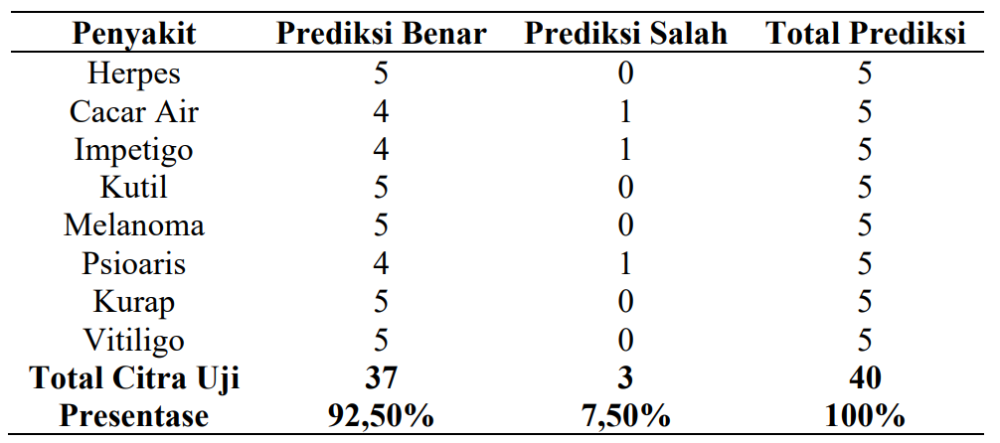 Penyakit Prediksi Benar Prediksi Salah Total Prediksi
Herpes 5 0 5
Cacar Air 4 1 5
Impetigo 4 1 5
Kutil 5 0 5
Melanoma 5 0 5
Psioaris 4 1 5
Kurap 5 0 5
Vitiligo 5 0 5
Total Citra Uji 37 3 40
Presentase 92,50% 7,50% 100%